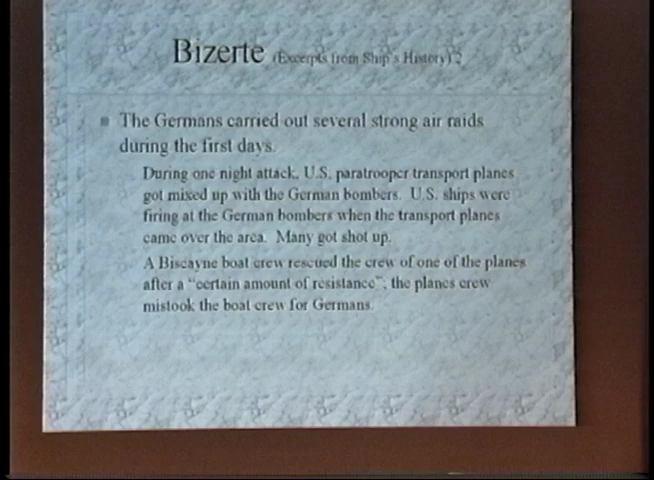 Bizerte (Excerpts from Ship's History) 2
The Germans carried out several strong air raids
during the first days.
During one night attack, U.S. paratrooper transport planes
got mixed up with the German bombers. U.S. ships were
firing at the German bombers when the transport planes
came over the area. Many got shot up.
A Biscayne boat crew rescued the crew of one of the planes
after a “certain amount of resistance”; the planes crew
mistook the boat crew for Germans.